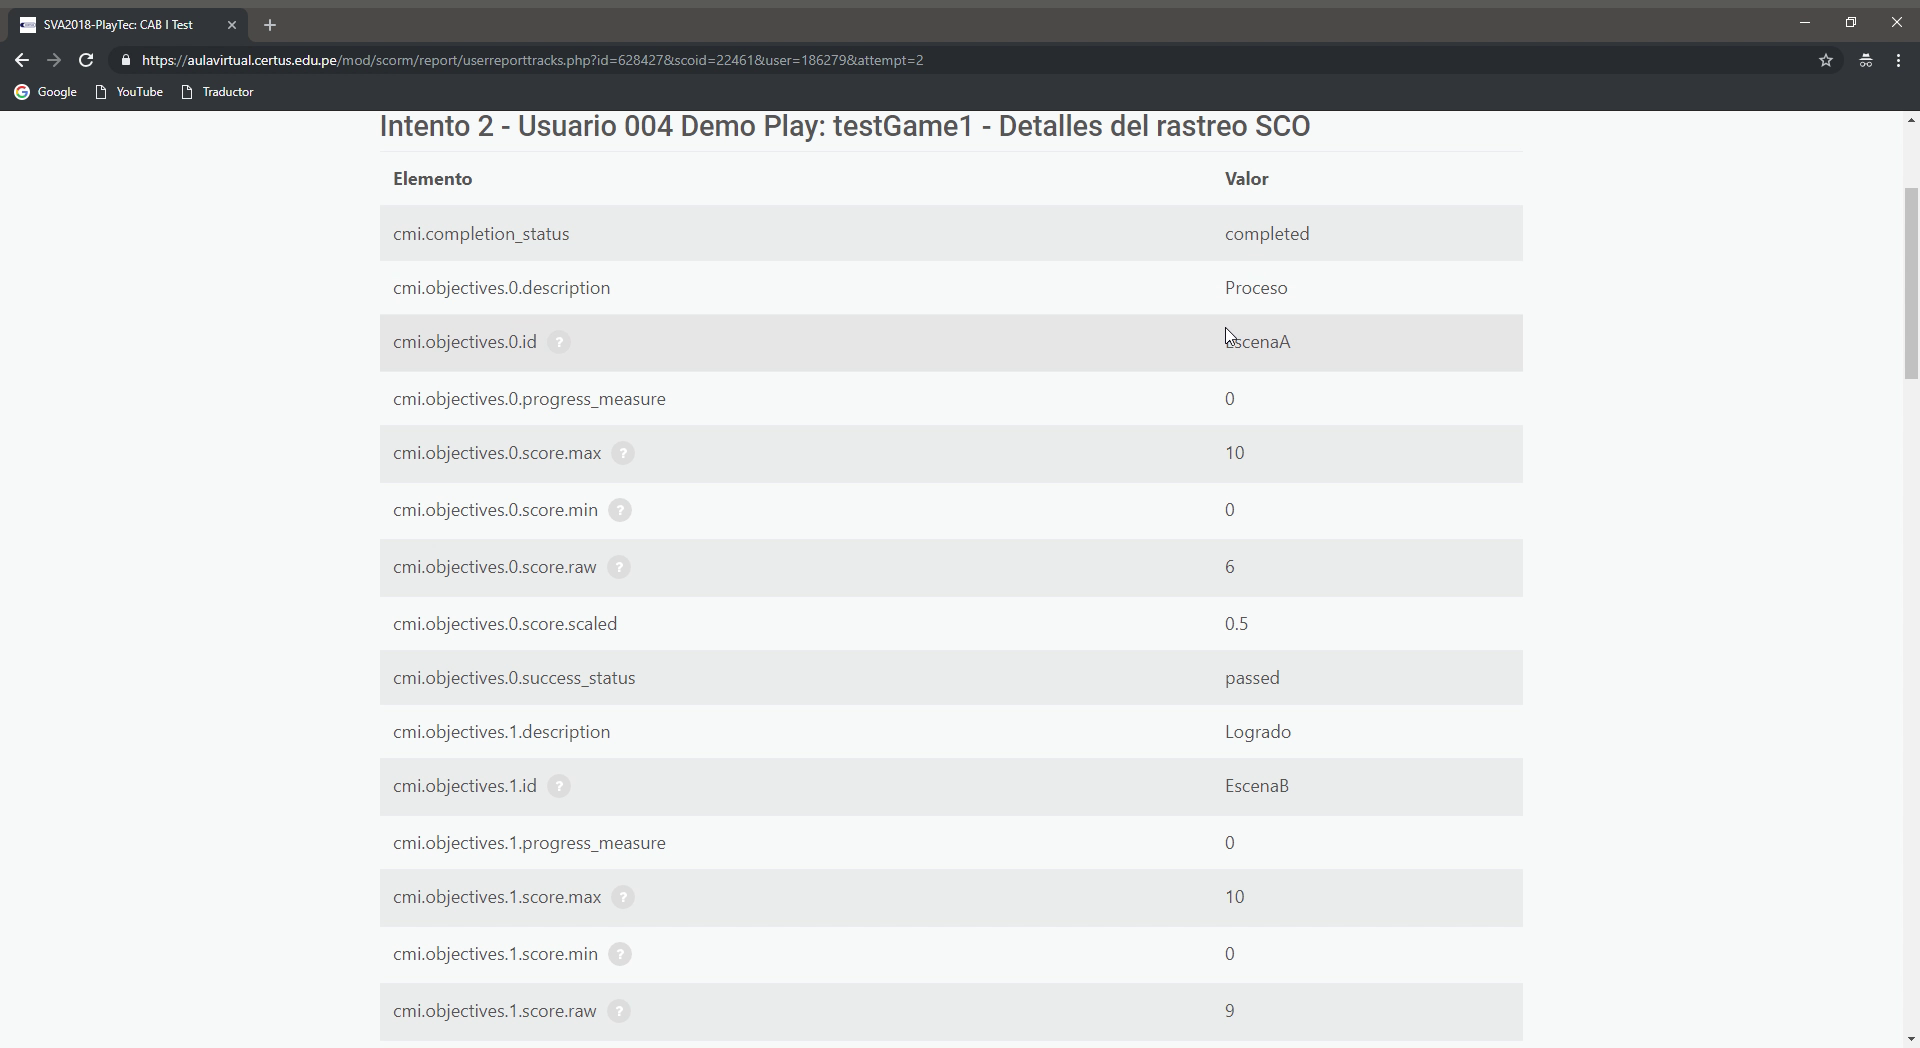 SVA2018-PlayTec: CAB I Test
https://aulavirtual.certus.edu.pe/mod/scorm/report/userreporttracks.php?id=628427&scoid=22461&user=186279&attempt=2
Google YouTube Traductor
Intento 2 - Usuario 004 Demo Play: testGame1 - Detalles del rastreo SCO
Elemento Valor
cmi.completion_status completed
cmi.objectives.0.description Proceso
cmi.objectives.0.id ? EscenaA
cmi.objectives.0.progress_measure 0
cmi.objectives.0.score.max ? 10
cmi.objectives.0.score.min ? 0
cmi.objectives.0.score.raw ? 6
cmi.objectives.0.score.scaled 0.5
cmi.objectives.0.success_status passed
cmi.objectives.1.description Logrado
cmi.objectives.1.id ? EscenaB
cmi.objectives.1.progress_measure 0
cmi.objectives.1.score.max ? 10
cmi.objectives.1.score.min ? 0
cmi.objectives.1.score.raw ? 9